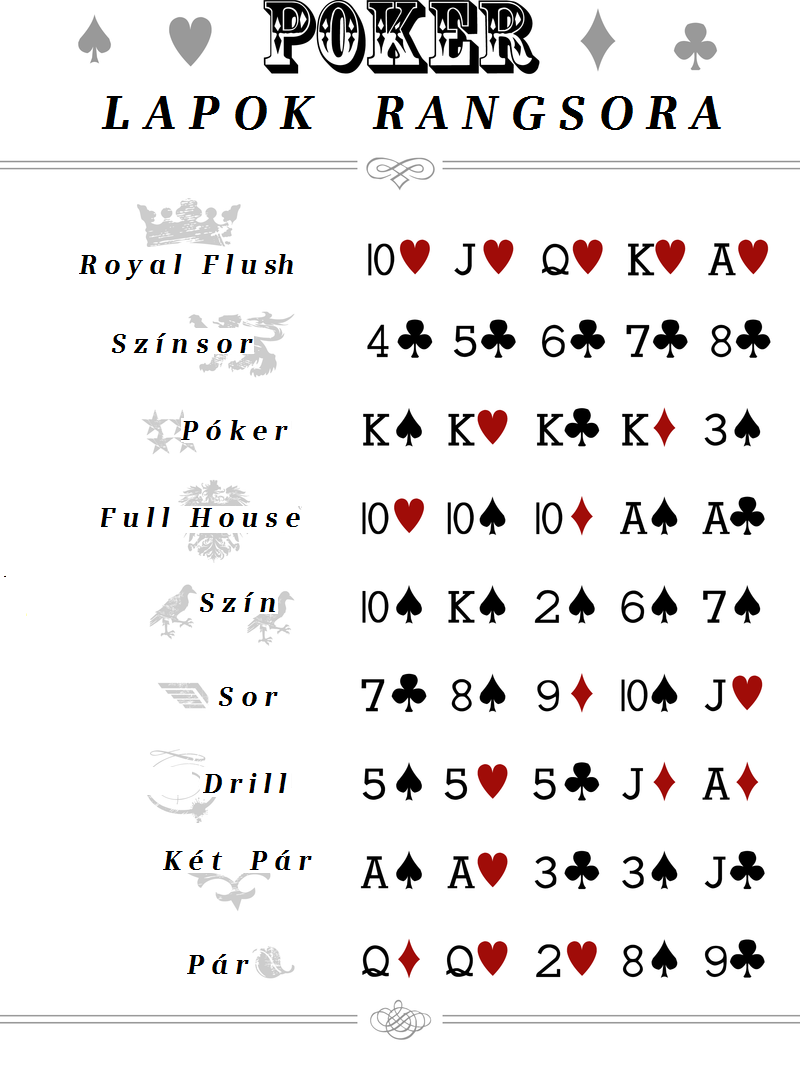 POKER
LAPOK RANGSORA
Royal Flush 10♥ J♥ Q♥ K♥ A♥
Színsor 4♣ 5♣ 6♣ 7♣ 8♣
Póker K♠ K♥ K♣ K♦ 3♠
Full House 10♥ 10♠ 10♦ A♠ A♣
Szín 10♠ K♠ 2♠ 6♠ 7♠
Sor 7♣ 8♠ 9♦ 10♠ J♥
Drill 5♠ 5♥ 5♣ J♦ A♦
Két Pár A♠ A♥ 3♣ 3♠ J♣
Pár Q♦ Q♥ 2♥ 8♠ 9♣